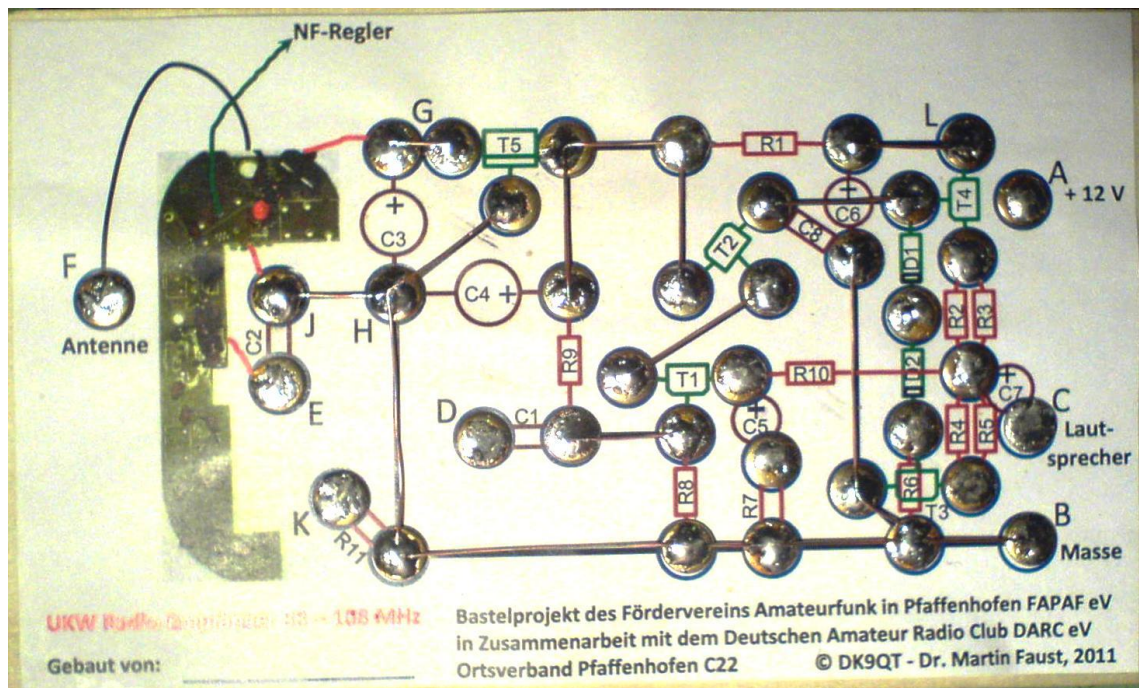 NF-Regler
G
T5
R1
L
A
+ 12 V
T4
C3
C6
C8
T2
D1
F
Antenne
C4
J
H
C2
E
R9
R2
R3
T1
R10
D2
C7
C
Laut-
sprecher
D
C1
C5
R4
R5
K
R11
R8
R7
R6
T3
B
Masse
UKW MHz
Gebaut von:
Bastelprojekt des Fördervereins Amateurfunk in Pfaffenhofen FAPAF eV
in Zusammenarbeit mit dem Deutschen Amateur Radio Club DARC eV
Ortsverband Pfaffenhofen C22 © DK9QT - Dr. Martin Faust, 2011